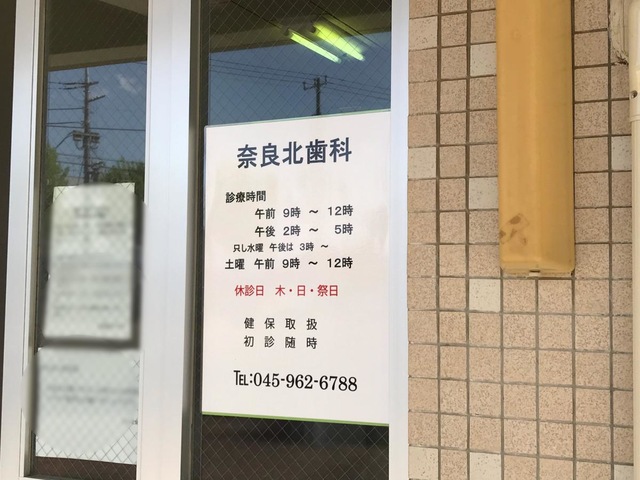 奈良北歯科
診療時間
午前 9時 ～ 12時
午後 2時 ～ 5時
只し水曜 午後は 3時 ～
土曜 午前 9時 ～ 12時
休診日 木・日・祭日
健保取扱
初診随時
TEL:045-962-6788